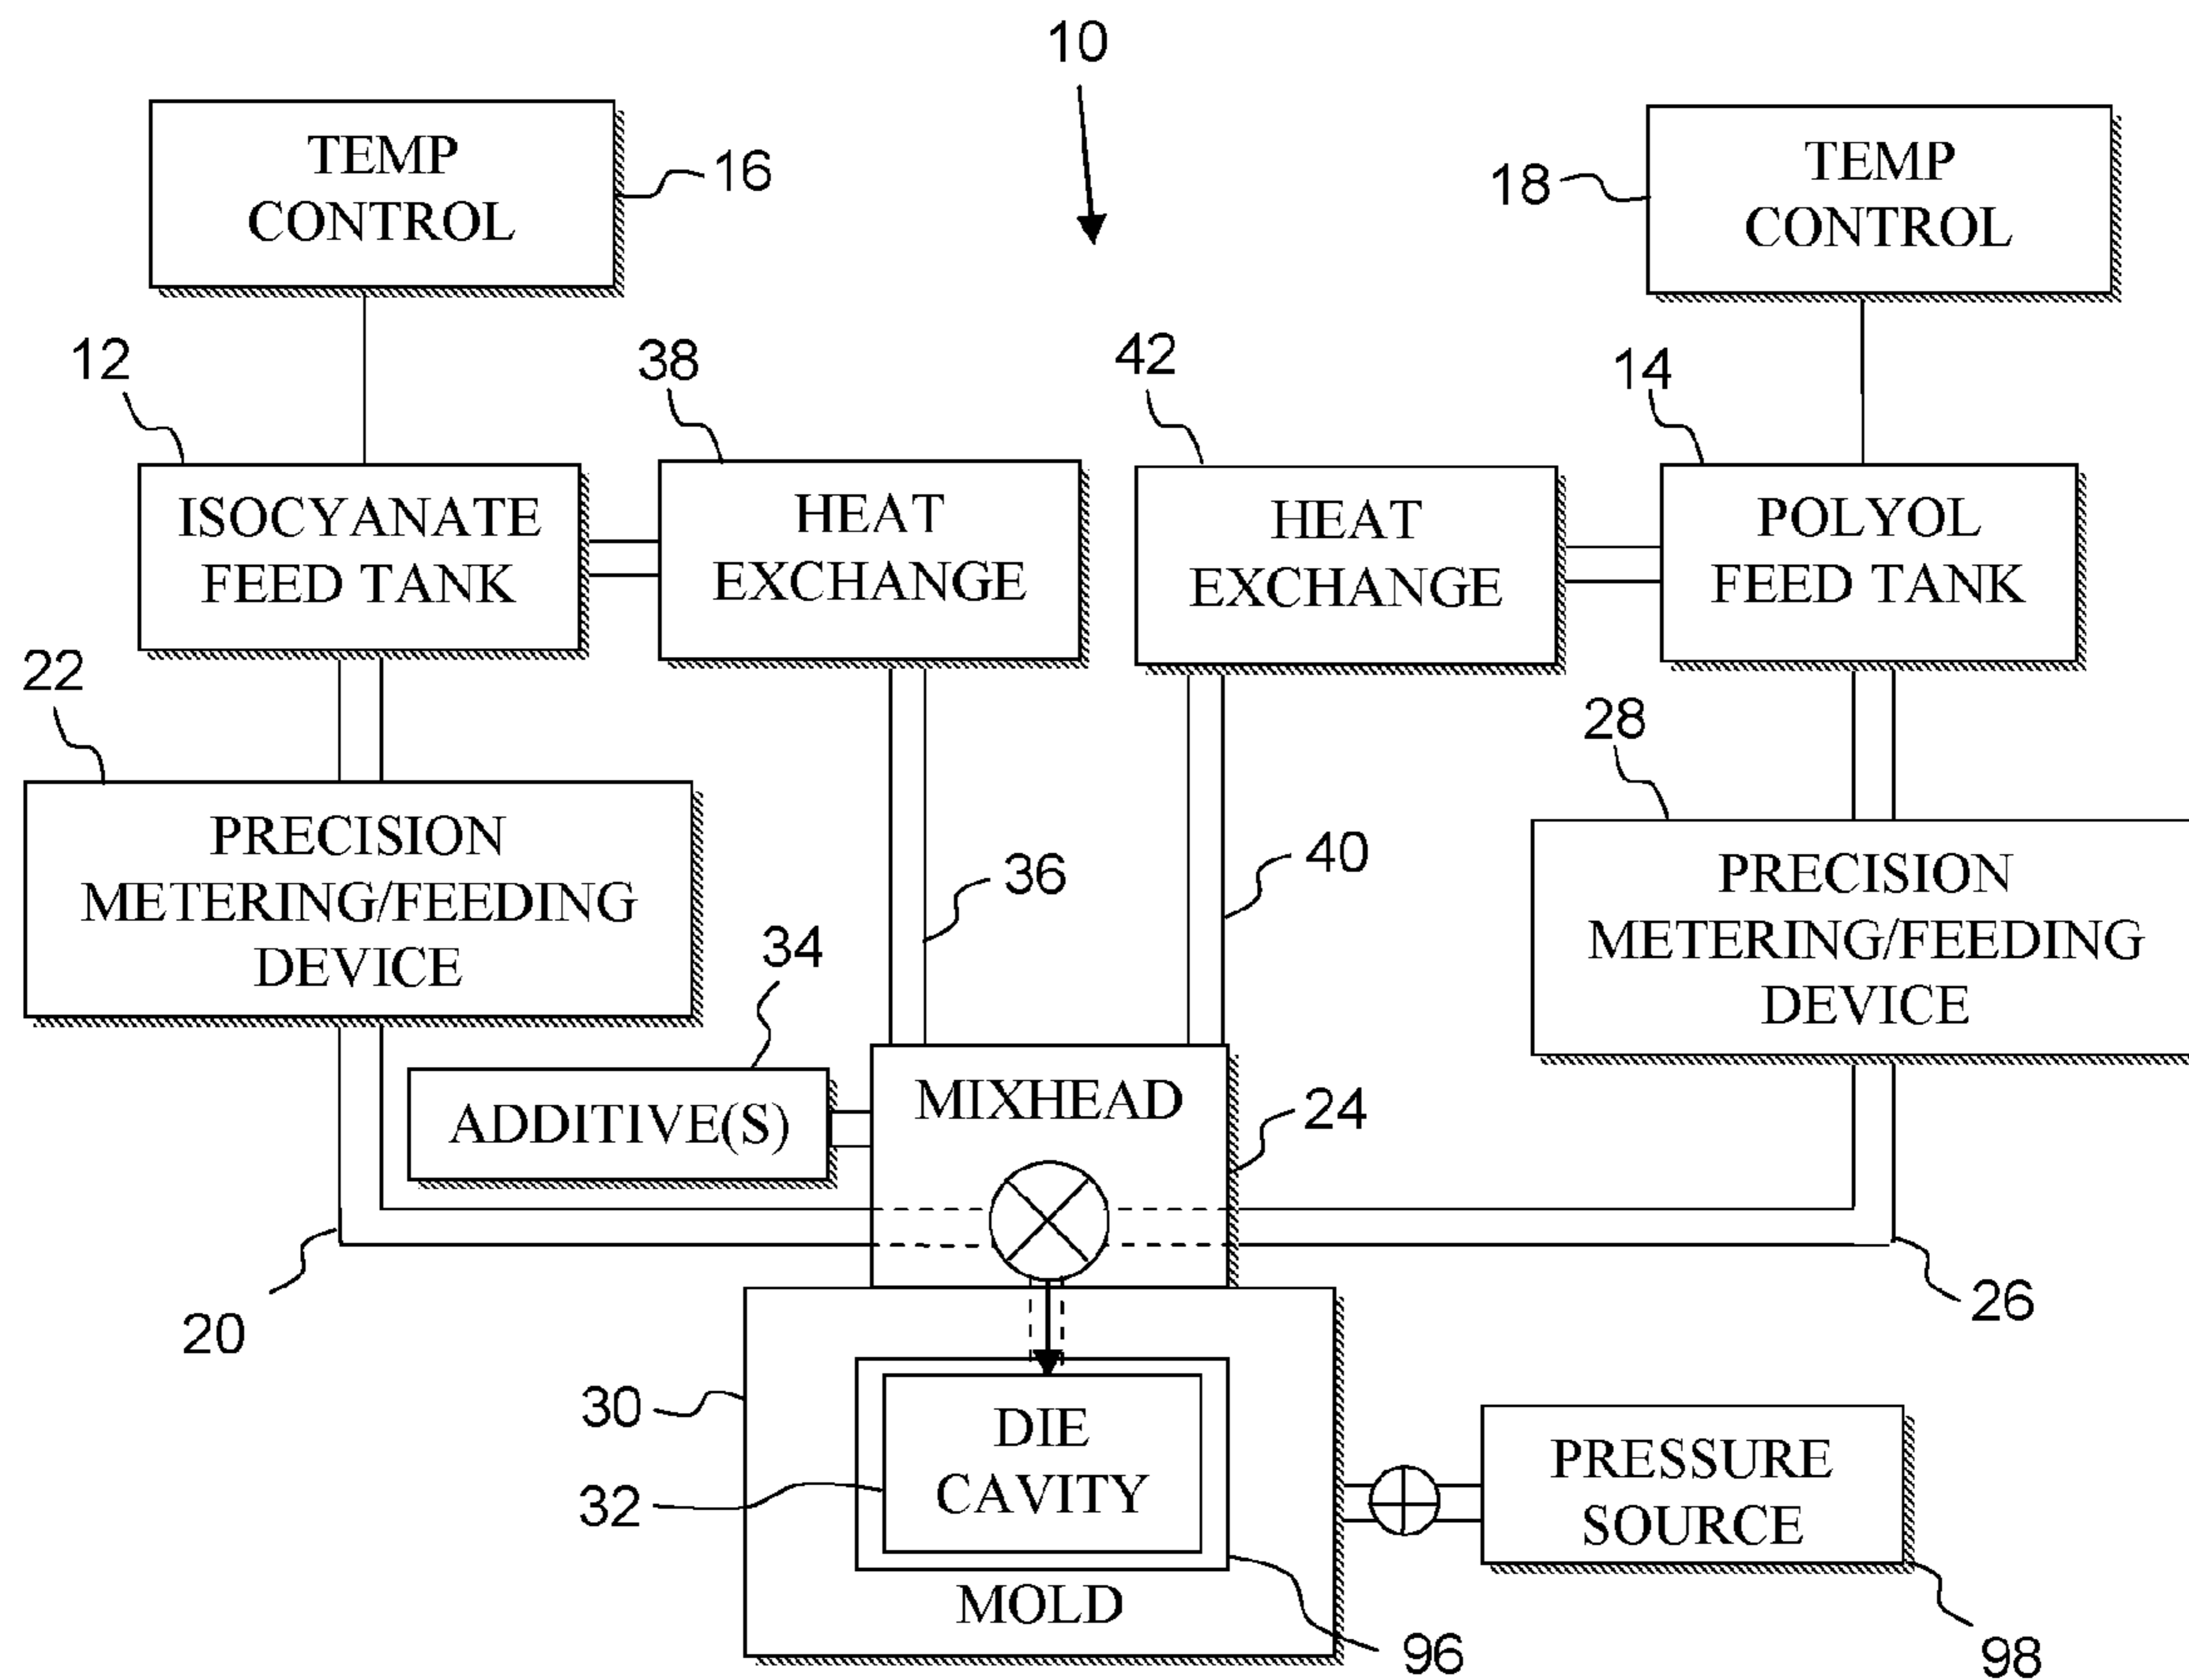 10
TEMP
CONTROL
16
18
TEMP
CONTROL
12
38
42
14
ISOCYANATE
FEED TANK
HEAT
EXCHANGE
HEAT
EXCHANGE
POLYOL
FEED TANK
22
28
PRECISION
METERING/FEEDING
DEVICE
36
40
PRECISION
METERING/FEEDING
DEVICE
34
ADDITIVE(S)
MIXHEAD
24
20
26
30
DIE
CAVITY
32
MOLD
PRESSURE
SOURCE
96
98